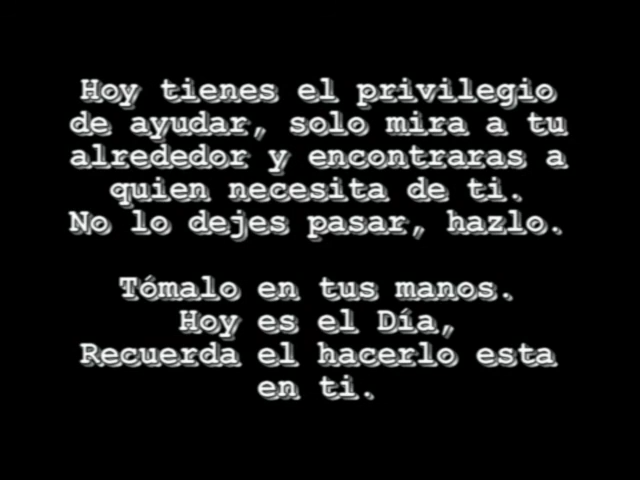 Hoy tienes el privilegio
de ayudar, solo mira a tu
alrededor y encontraras a
quien necesita de ti.
No lo dejes pasar, hazlo.
Tómalo en tus manos.
Hoy es el Día,
Recuerda el hacerlo esta
en ti.